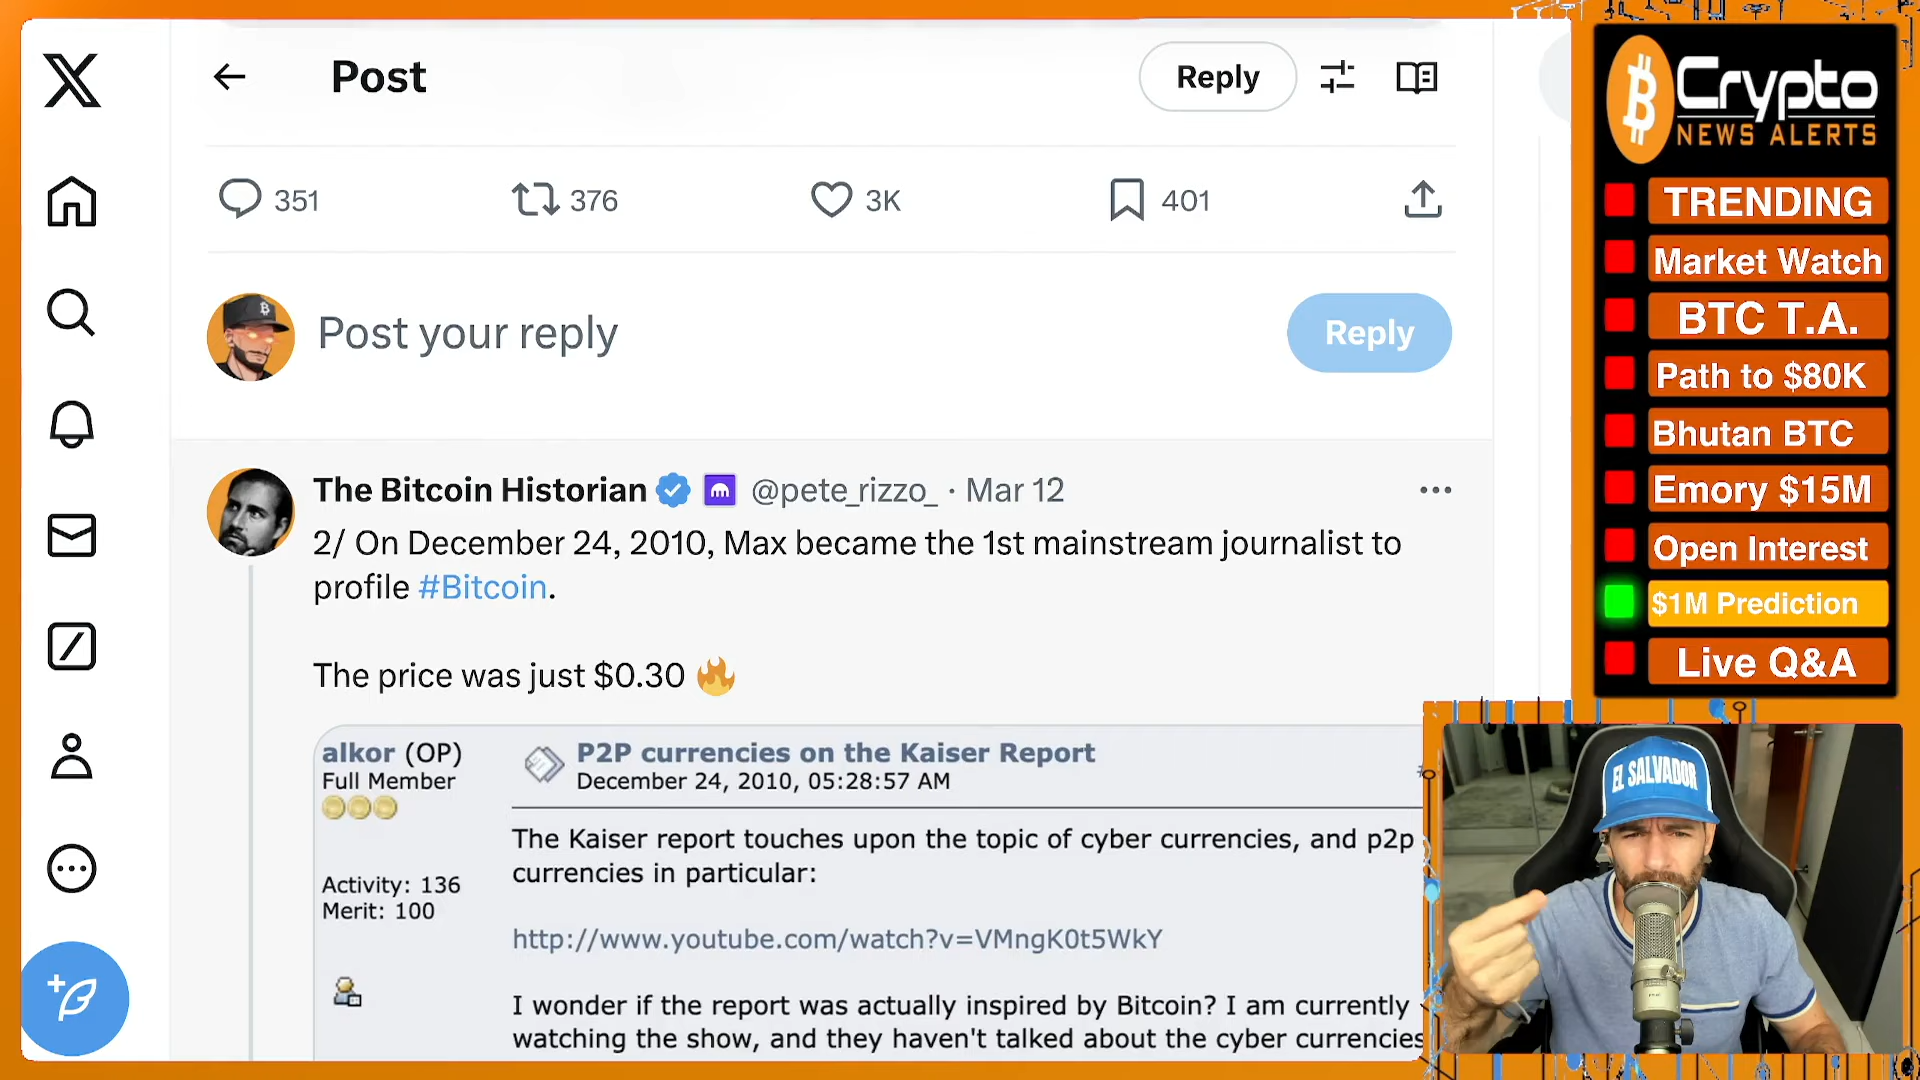 Post
Reply
351
376
3K
401
Post your reply
Reply
The Bitcoin Historian @pete_rizzo_ · Mar 12
2/ On December 24, 2010, Max became the 1st mainstream journalist to
profile #Bitcoin.
The price was just $0.30 🔥
alkor (OP)
Full Member
Activity: 136
Merit: 100
P2P currencies on the Kaiser Report
December 24, 2010, 05:28:57 AM
The Kaiser report touches upon the topic of cyber currencies, and p2p
currencies in particular:
http://www.youtube.com/watch?v=VMngK0t5WkY
I wonder if the report was actually inspired by Bitcoin? I am currently
watching the show, and they haven't talked about the cyber currencies
Crypto
NEWS ALERTS
TRENDING
Market Watch
BTC T.A.
Path to $80K
Bhutan BTC
Emory $15M
Open Interest
$1M Prediction
Live Q&A
EL SALVADOR